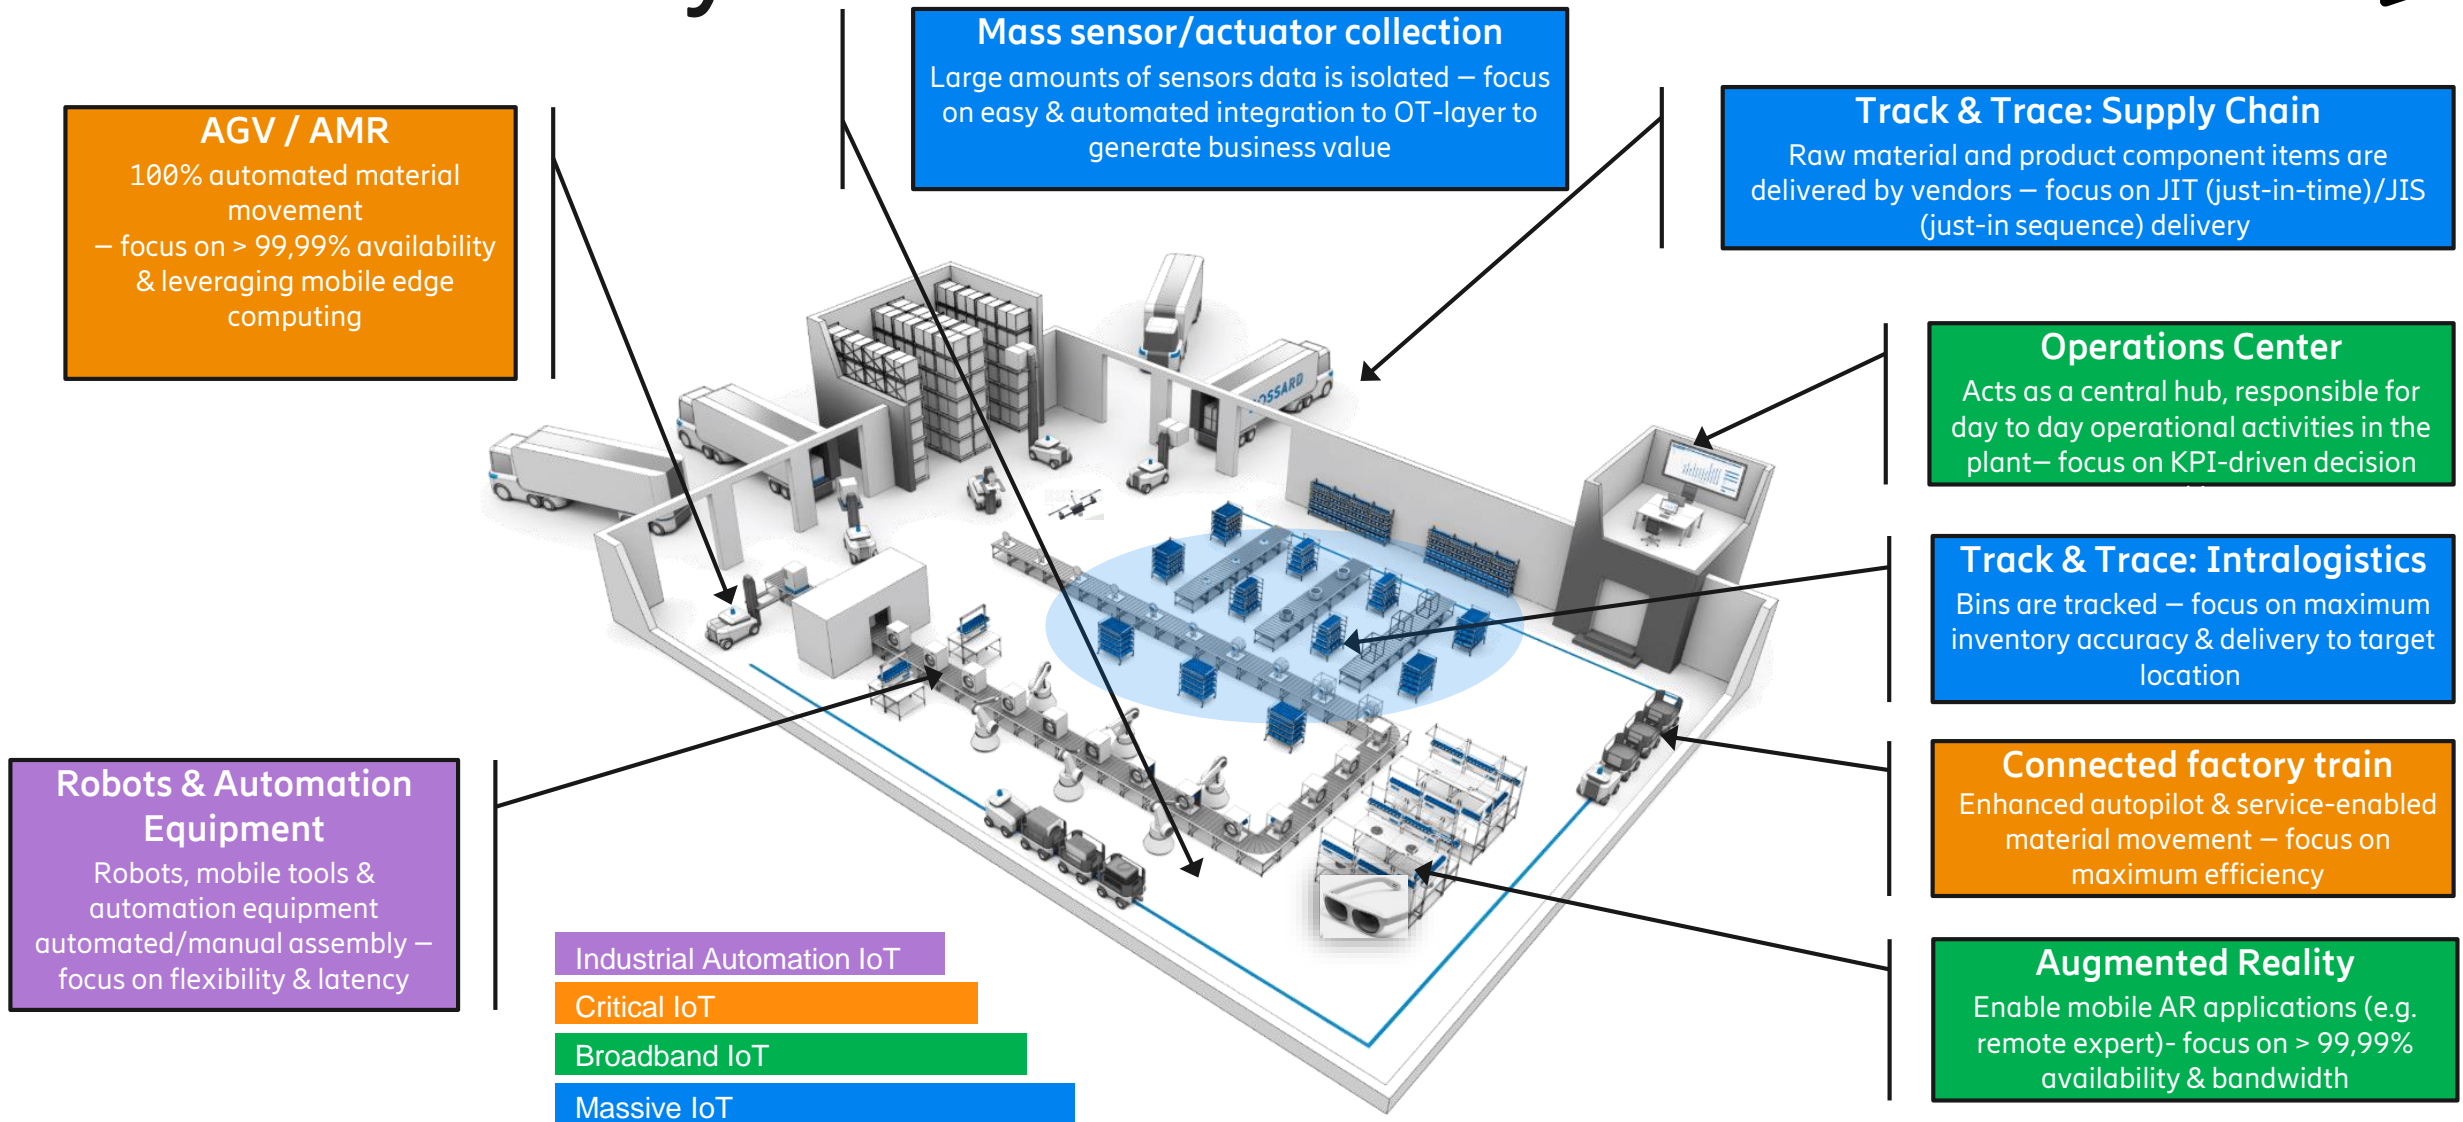 Mass sensor/actuator collection
Large amounts of sensors data is isolated – focus
on easy & automated integration to OT-layer to
generate business value
AGV / AMR
100% automated material
movement
– focus on > 99,99% availability
& leveraging mobile edge
computing
Track & Trace: Supply Chain
Raw material and product component items are
delivered by vendors – focus on JIT (just-in-time)/JIS
(just-in sequence) delivery
Operations Center
Acts as a central hub, responsible for
day to day operational activities in the
plant– focus on KPI-driven decision
Track & Trace: Intralogistics
Bins are tracked – focus on maximum
inventory accuracy & delivery to target
location
Robots & Automation
Equipment
Robots, mobile tools &
automation equipment
automated/manual assembly –
focus on flexibility & latency
Connected factory train
Enhanced autopilot & service-enabled
material movement – focus on
maximum efficiency
Augmented Reality
Enable mobile AR applications (e.g.
remote expert)- focus on > 99,99%
availability & bandwidth
Industrial Automation IoT
Critical IoT
Broadband IoT
Massive IoT